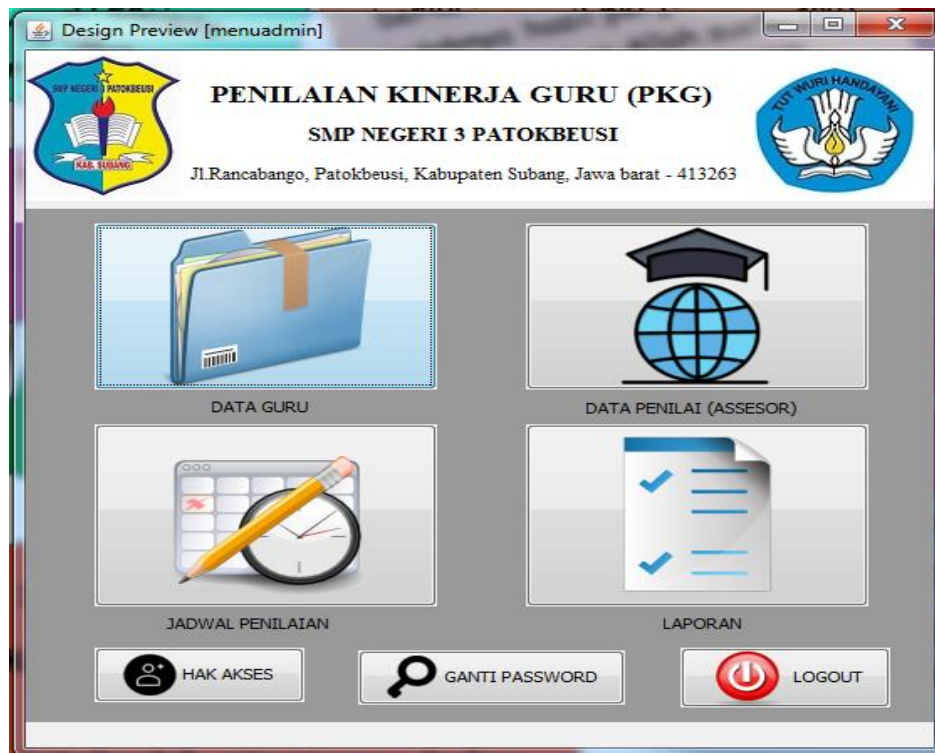 Design Preview [menuadmin]
SMP NEGERI 3 PATOKBEUSI
KAB. SUBANG
PENILAIAN KINERJA GURU (PKG)
SMP NEGERI 3 PATOKBEUSI
Jl.Rancabango, Patokbeusi, Kabupaten Subang, Jawa barat - 413263
TUT WURI HANDAYANI
DATA GURU
DATA PENILAI (ASSESOR)
JADWAL PENILAIAN
LAPORAN
HAK AKSES
GANTI PASSWORD
LOGOUT